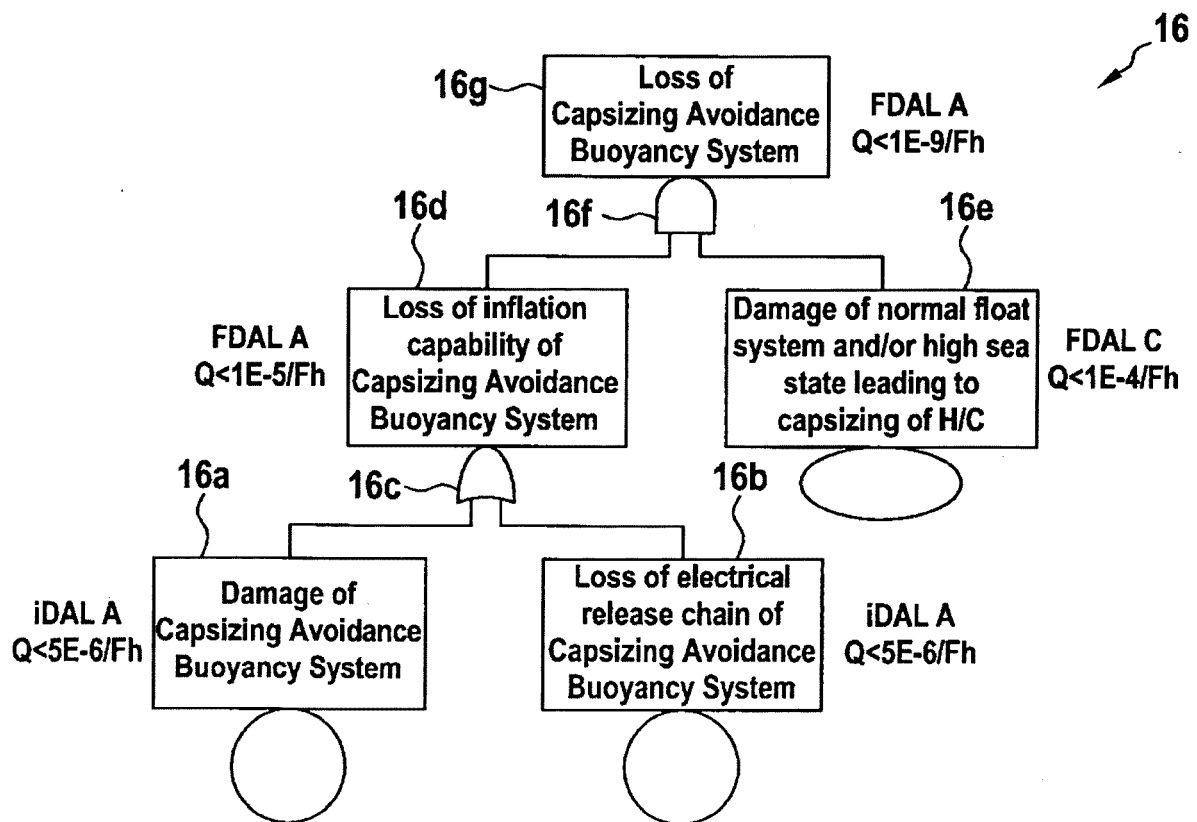 16
16g
Loss of
Capsizing Avoidance
Buoyancy System
FDAL A
Q<1E-9/Fh
16f
16d
16e
FDAL A
Q<1E-5/Fh
Loss of inflation
capability of
Capsizing Avoidance
Buoyancy System
Damage of normal float
system and/or high sea
state leading to
capsizing of H/C
FDAL C
Q<1E-4/Fh
16a
16c
16b
iDAL A
Q<5E-6/Fh
Damage of
Capsizing Avoidance
Buoyancy System
Loss of electrical
release chain of
Capsizing Avoidance
Buoyancy System
iDAL A
Q<5E-6/Fh